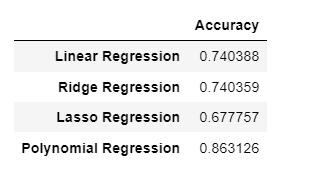 Accuracy
Linear Regression 0.740388
Ridge Regression 0.740359
Lasso Regression 0.677757
Polynomial Regression 0.863126